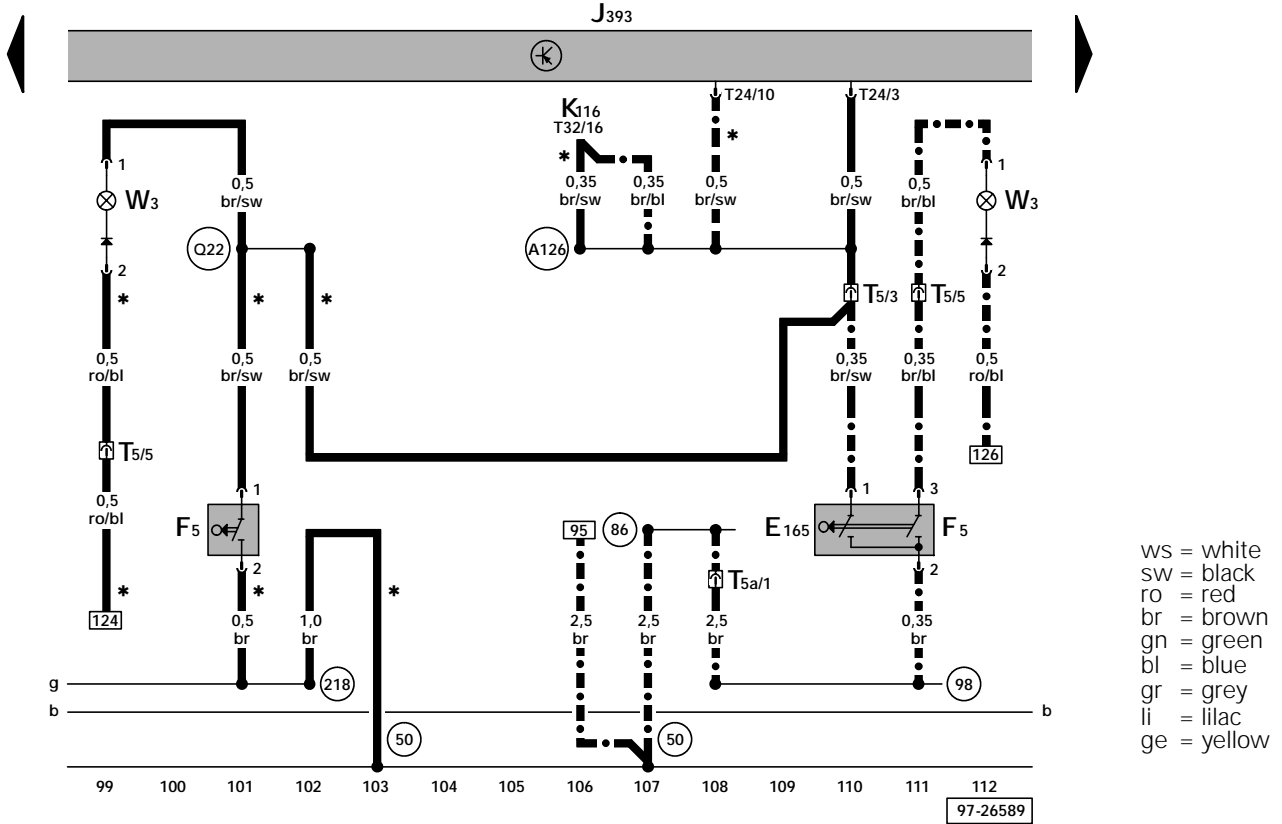 J393
T24/10
T24/3
K116
T32/16
*
*
1
1
W3
W3
0,5
br/sw
0,35
br/sw
0,35
br/bl
0,5
br/sw
0,5
br/sw
0,5
br/bl
Q22
A126
2
2
*
*
*
T5/3
T5/5
0,5
ro/bl
0,5
br/sw
0,5
br/sw
0,35
br/sw
0,35
br/bl
0,5
ro/bl
T5/5
126
0,5
ro/bl
1
1
3
F5
95
86
E165
F5
2
2
T5a/1
*
*
*
124
0,5
br
1,0
br
2,5
br
2,5
br
2,5
br
0,35
br
g
218
98
b
b
50
50
99 100 101 102 103 104 105 106 107 108 109 110 111 112
97-26589
ws = white
sw = black
ro = red
br = brown
gn = green
bl = blue
gr = grey
li = lilac
ge = yellow